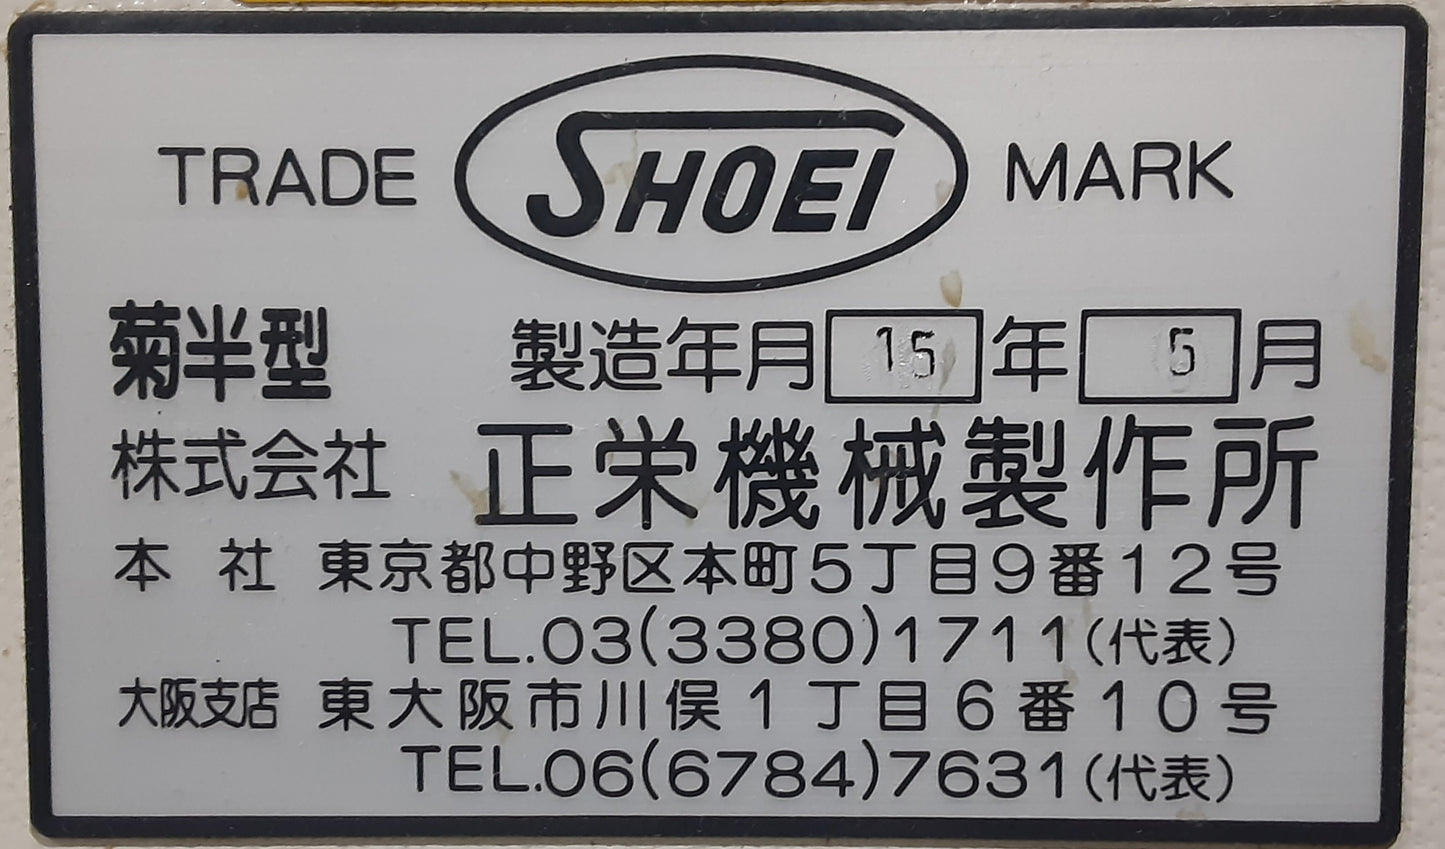 TRADE SHOEI MARK
菊半型 製造年月 15 年 5 月
株式会社 正栄機械製作所
本社 東京都中野区本町5丁目9番12号
TEL.03(3380)1711(代表)
大阪支店 東大阪市川俣1丁目6番10号
TEL.06(6784)7631(代表)